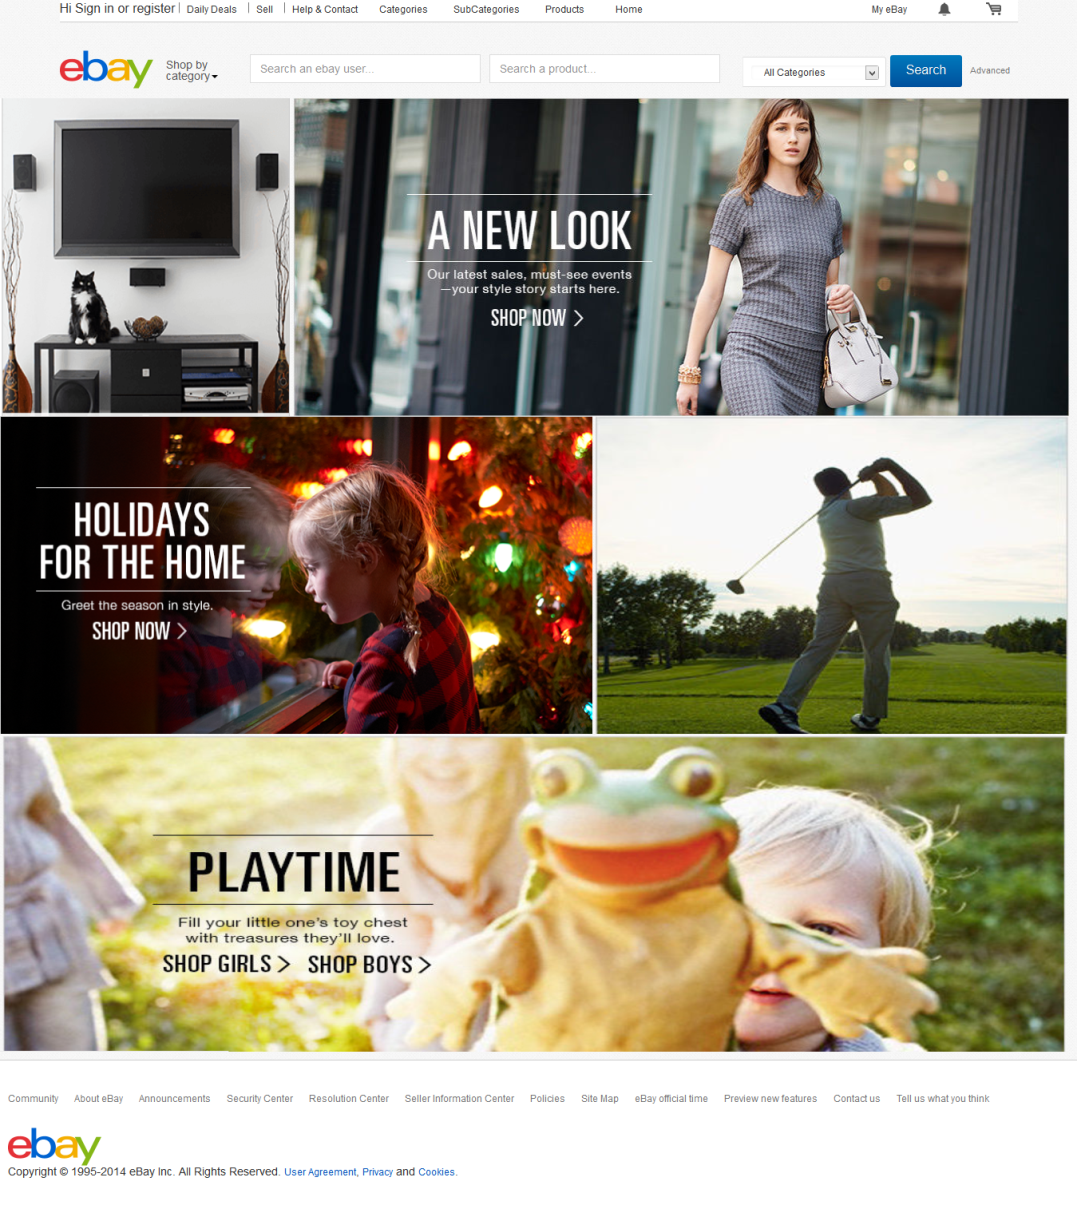 Hi Sign in or register | Daily Deals | Sell | Help & Contact Categories SubCategories Products Home My eBay
ebay
Shop by
category
Search an ebay user...
Search a product...
All Categories
Search
Advanced
A NEW LOOK
Our latest sales, must-see events
—your style story starts here.
SHOP NOW >
HOLIDAYS
FOR THE HOME
Greet the season in style.
SHOP NOW >
PLAYTIME
Fill your little one's toy chest
with treasures they'll love.
SHOP GIRLS > SHOP BOYS >
Community About eBay Announcements Security Center Resolution Center Seller Information Center Policies Site Map eBay official time Preview new features Contact us Tell us what you think
ebay
Copyright © 1995-2014 eBay Inc. All Rights Reserved. User Agreement, Privacy and Cookies.